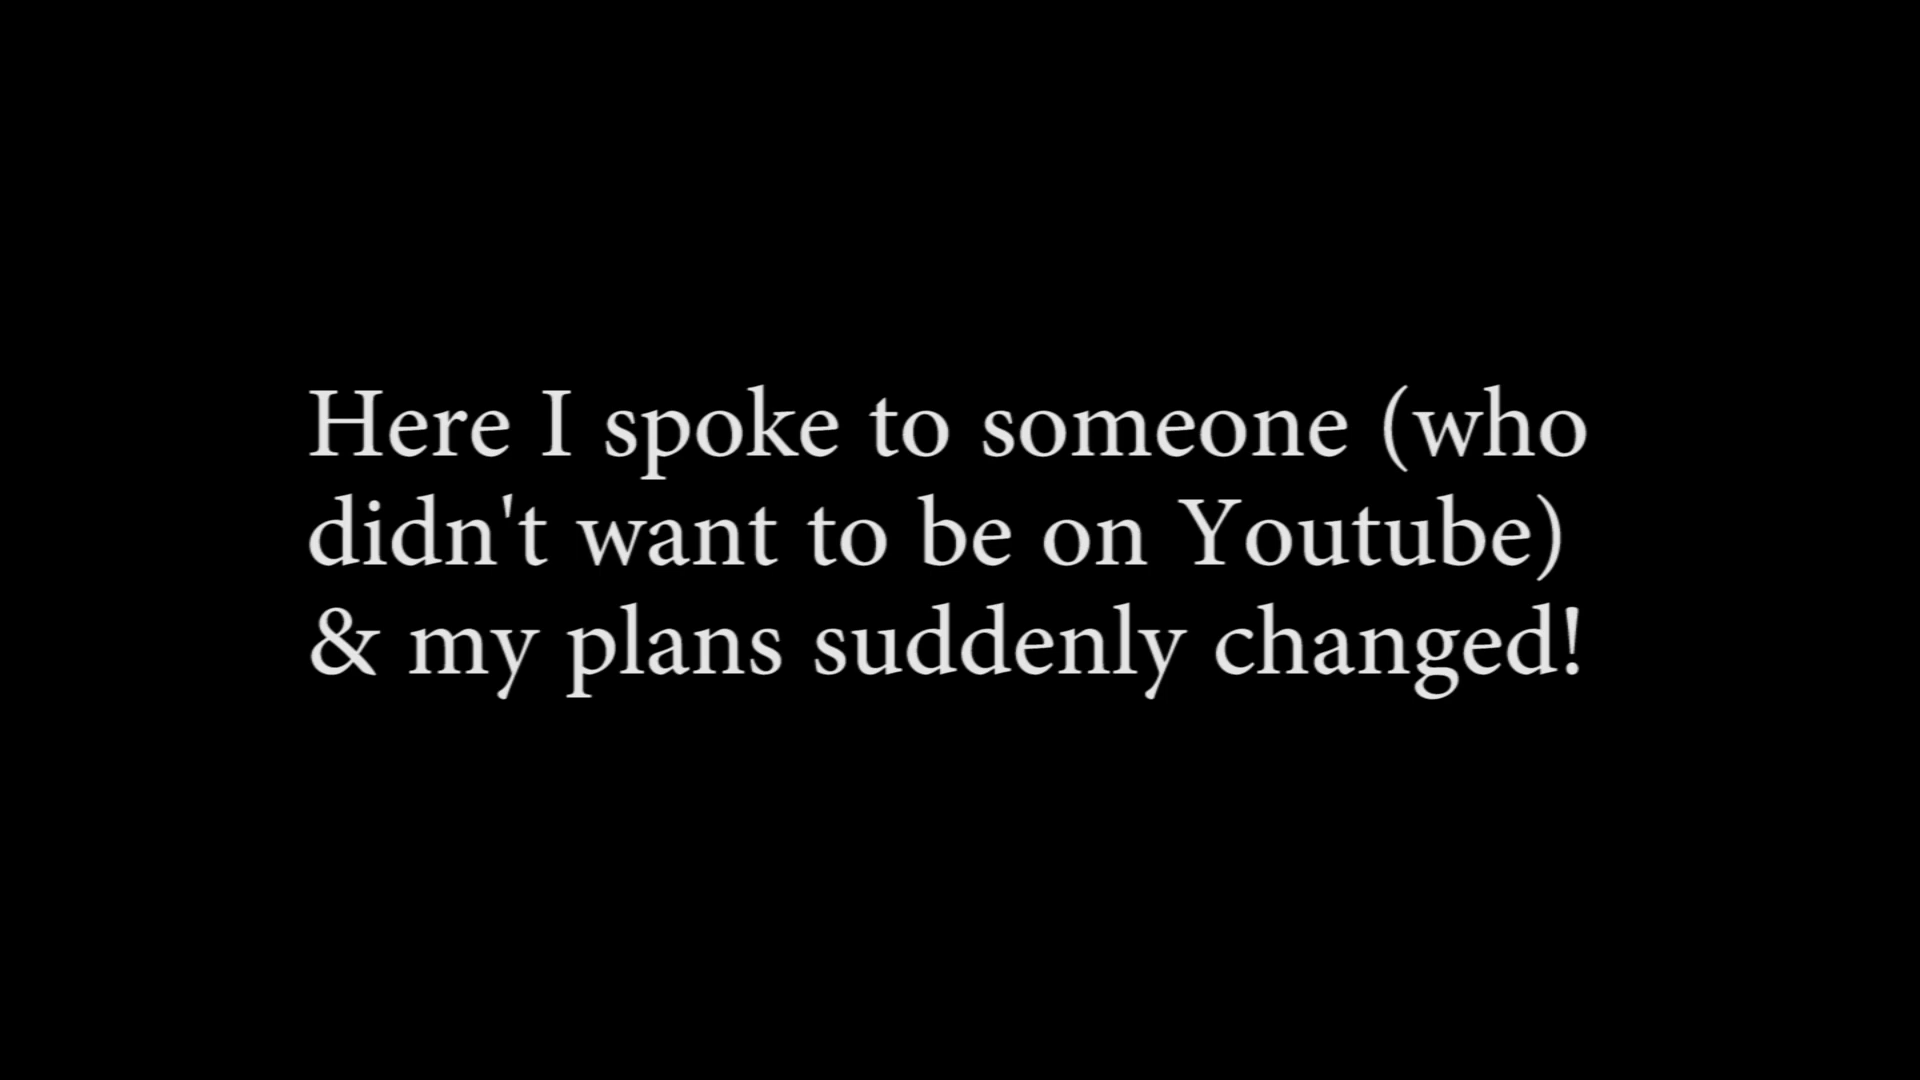 Here I spoke to someone (who
didn't want to be on Youtube)
& my plans suddenly changed!